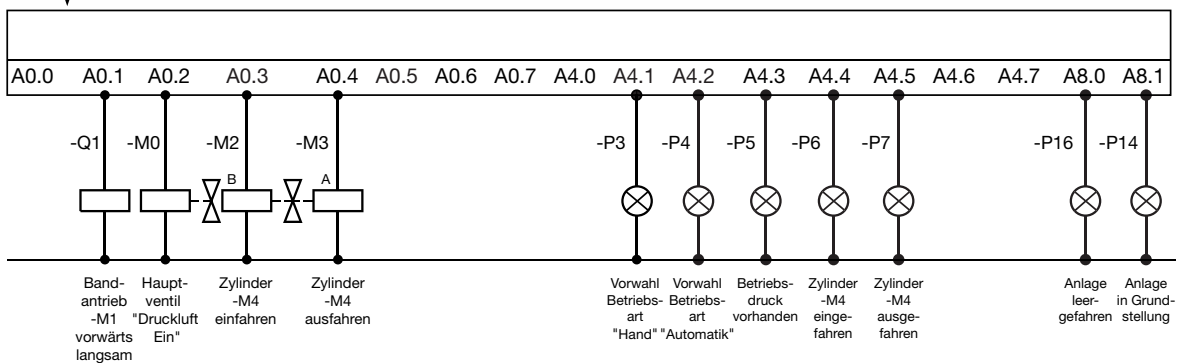 A0.0 A0.1 A0.2 A0.3 A0.4 A0.5 A0.6 A0.7 A4.0 A4.1 A4.2 A4.3 A4.4 A4.5 A4.6 A4.7 A8.0 A8.1
-Q1 -M0 -M2 -M3 -P3 -P4 -P5 -P6 -P7 -P16 -P14
B A
Band-
antrieb
-M1
vorwärts
langsam
Haupt-
ventil
"Druckluft
Ein"
Zylinder
-M4
einfahren
Zylinder
-M4
ausfahren
Vorwahl
Betriebs-
art
"Hand"
Vorwahl
Betriebs-
art
"Automatik"
Betriebs-
druck
vorhanden
Zylinder
-M4
einge-
fahren
Zylinder
-M4
ausge-
fahren
Anlage
leer-
gefahren
Anlage
in Grund-
stellung